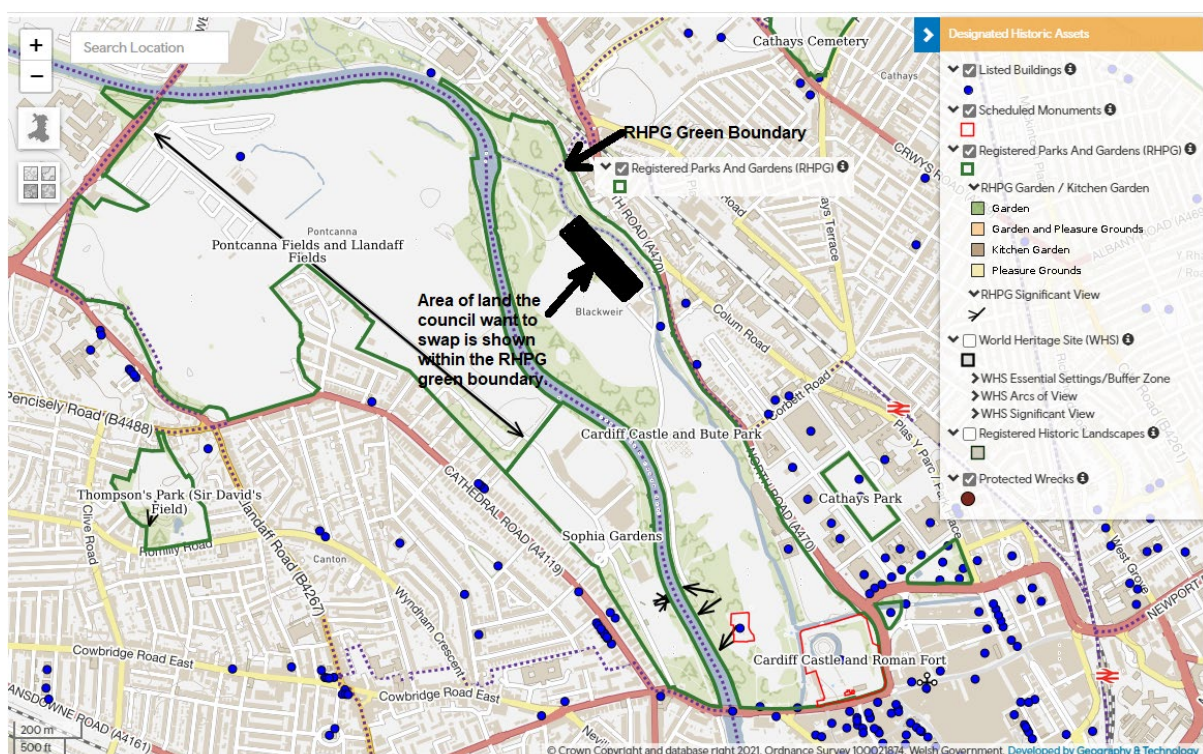 +
−
Search Location
Designated Historic Assets
Listed Buildings
Scheduled Monuments
Registered Parks And Gardens (RHPG)
RHPG Garden / Kitchen Garden
Garden
Garden and Pleasure Grounds
Kitchen Garden
Pleasure Grounds
RHPG Significant View
World Heritage Site (WHS)
WHS Essential Settings/Buffer Zone
WHS Arcs of View
WHS Significant View
Registered Historic Landscapes
Protected Wrecks
RHPG Green Boundary
Registered Parks And Gardens (RHPG)
Cathays Cemetery
Cathays
CRWYS ROAD
NORTH ROAD (A470)
Pontcanna
Pontcanna Fields and Llandaff
Fields
Area of land the
council want to
swap is shown
within the RHPG
green boundary
Blackweir
Colum Road
Corbett Road
Plas Y Parc
Pencisely Road (B4488)
Cardiff Castle and Bute Park
NORTH ROAD (A470)
Cathays Park
Thompson's Park (Sir David's
Field)
Clive Road
Romilly Road
Llandaff Road (B4267)
Canton
CATHEDRAL ROAD (A4119)
Sophia Gardens
Wyndham Crescent
West Grove
NEWPORT
Cardiff Castle and Roman Fort
Cowbridge Road East
Cowbridge Road East
LANSDOWNE ROAD (A4161)
200 m
500 ft
© Crown Copyright and database right 2021. Ordnance Survey 100021874. Welsh Government. Developed by Geography & Technology